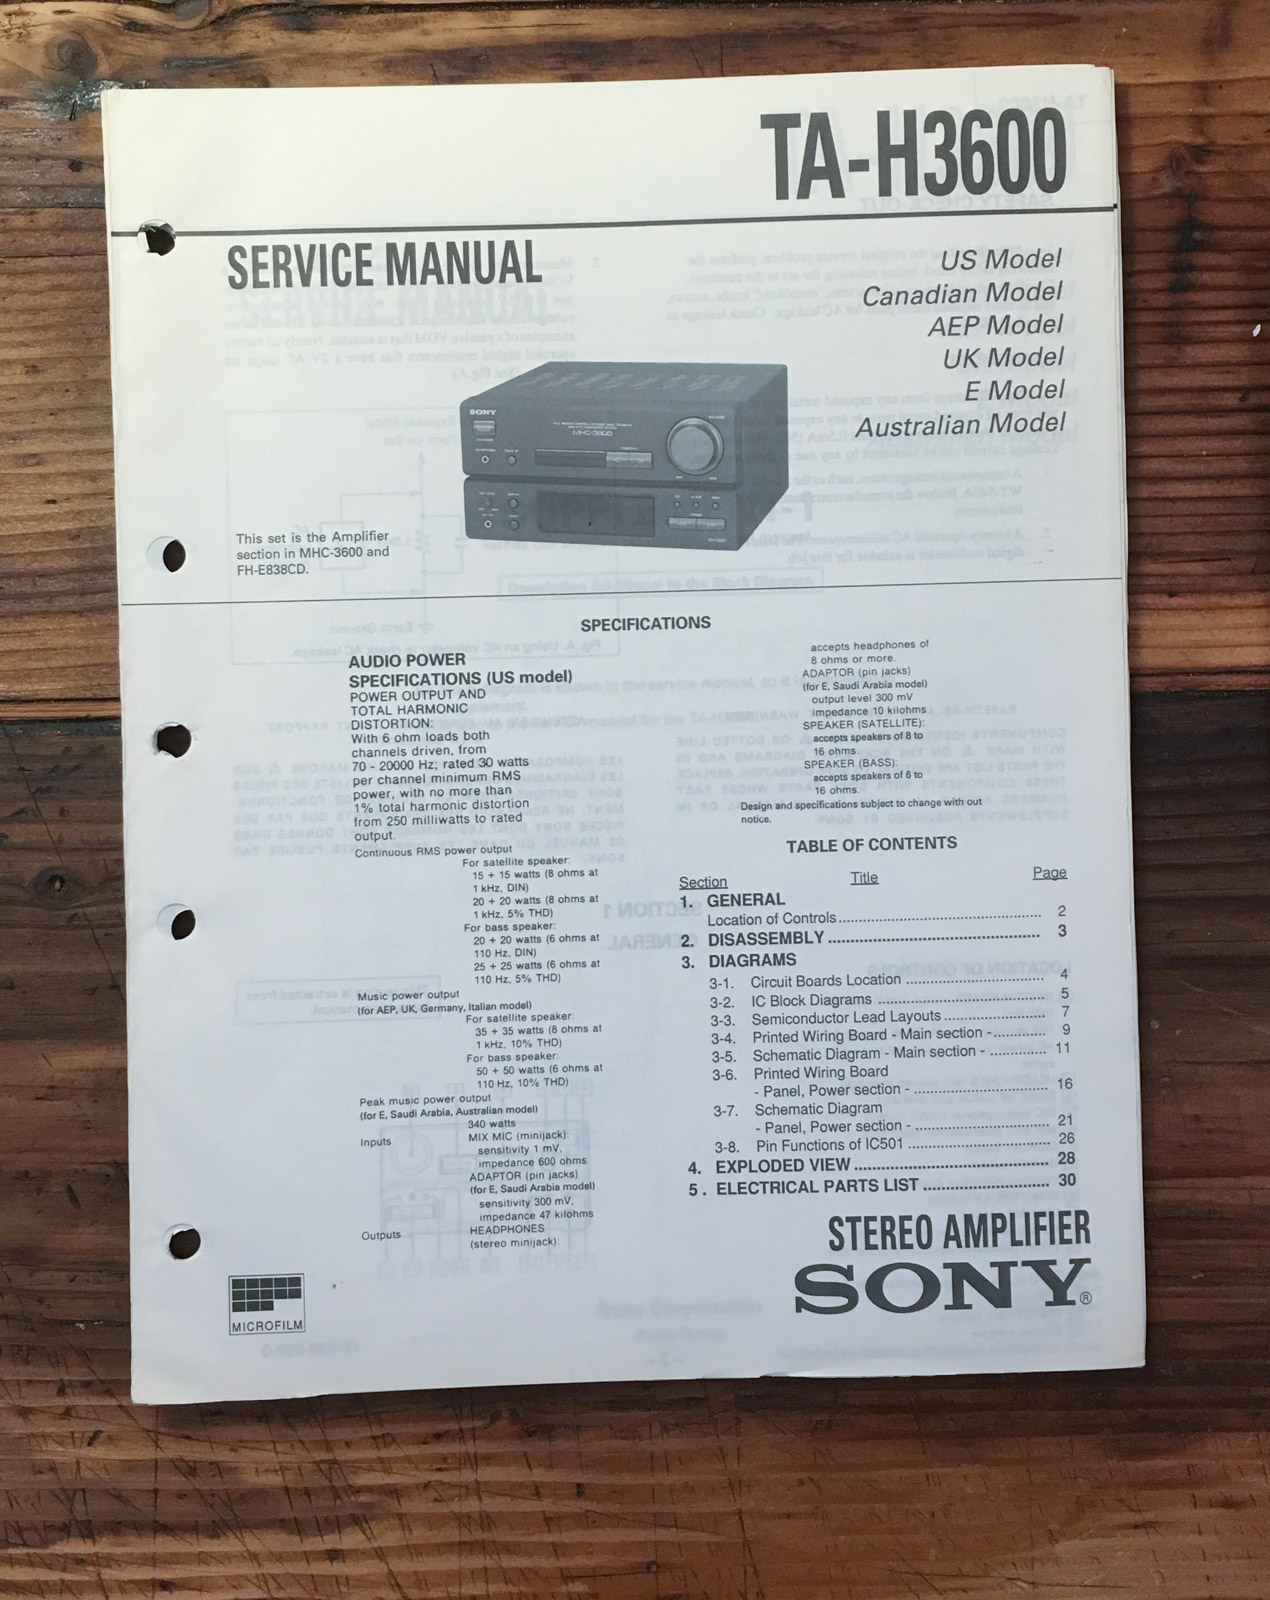 TA-H3600
SERVICE MANUAL
US Model
Canadian Model
AEP Model
UK Model
E Model
Australian Model
SONY
MHC-3600
This set is the Amplifier
section in MHC-3600 and
FH-E838CD.
SPECIFICATIONS
AUDIO POWER
SPECIFICATIONS (US model)
POWER OUTPUT AND
TOTAL HARMONIC
DISTORTION:
With 6 ohm loads both
channels driven, from
70 - 20000 Hz; rated 30 watts
per channel minimum RMS
power, with no more than
1% total harmonic distortion
from 250 milliwatts to rated
output.
Continuous RMS power output
For satellite speaker:
15 + 15 watts (8 ohms at
1 kHz, DIN)
20 + 20 watts (8 ohms at
1 kHz, 5% THD)
For bass speaker:
20 + 20 watts (6 ohms at
110 Hz, DIN)
25 + 25 watts (6 ohms at
110 Hz, 5% THD)
Music power output
(for AEP, UK, Germany, Italian model)
For satellite speaker:
35 + 35 watts (8 ohms at
1 kHz, 10% THD)
For bass speaker:
50 + 50 watts (6 ohms at
110 Hz, 10% THD)
Peak music power output
(for E, Saudi Arabia, Australian model)
340 watts
Inputs MIX MIC (minijack):
sensitivity 1 mV,
impedance 600 ohms
ADAPTOR (pin jacks)
(for E, Saudi Arabia model)
sensitivity 300 mV,
impedance 47 kilohms
Outputs HEADPHONES
(stereo minijack):
accepts headphones of
8 ohms or more
ADAPTOR (pin jacks)
(for E, Saudi Arabia model)
output level 300 mV
impedance 10 kilohms
SPEAKER (SATELLITE):
accepts speakers of 8 to
16 ohms.
SPEAKER (BASS):
accepts speakers of 6 to
16 ohms.
Design and specifications subject to change with out
notice.
TABLE OF CONTENTS
Section Title Page
1. GENERAL
Location of Controls ........ 2
2. DISASSEMBLY ........ 3
3. DIAGRAMS
3-1. Circuit Boards Location ........ 4
3-2. IC Block Diagrams ........ 5
3-3. Semiconductor Lead Layouts ........ 7
3-4. Printed Wiring Board - Main section - ........ 9
3-5. Schematic Diagram - Main section - ........ 11
3-6. Printed Wiring Board
- Panel, Power section - ........ 16
3-7. Schematic Diagram
- Panel, Power section - ........ 21
3-8. Pin Functions of IC501 ........ 26
4. EXPLODED VIEW ........ 28
5. ELECTRICAL PARTS LIST ........ 30
STEREO AMPLIFIER
SONY®
MICROFILM